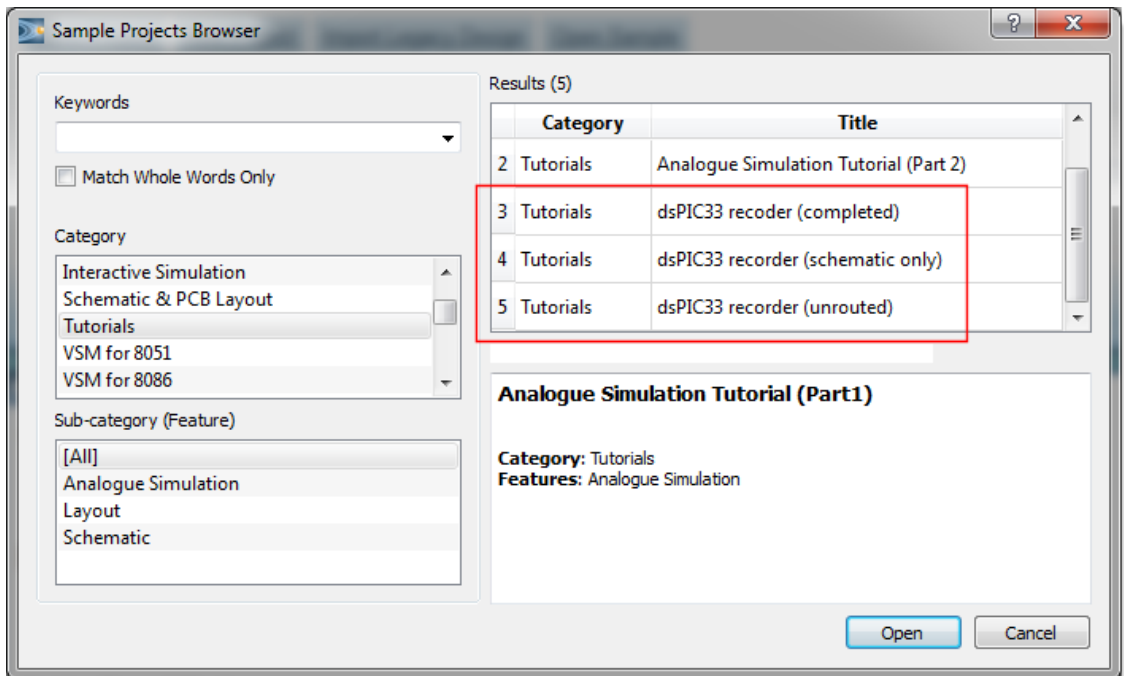 Sample Projects Browser
Keywords
Match Whole Words Only
Category
Interactive Simulation
Schematic & PCB Layout
Tutorials
VSM for 8051
VSM for 8086
Sub-category (Feature)
[All]
Analogue Simulation
Layout
Schematic
Results (5)
Category Title
2 Tutorials Analogue Simulation Tutorial (Part 2)
3 Tutorials dsPIC33 recoder (completed)
4 Tutorials dsPIC33 recorder (schematic only)
5 Tutorials dsPIC33 recorder (unrouted)
Analogue Simulation Tutorial (Part1)
Category: Tutorials
Features: Analogue Simulation
Open Cancel